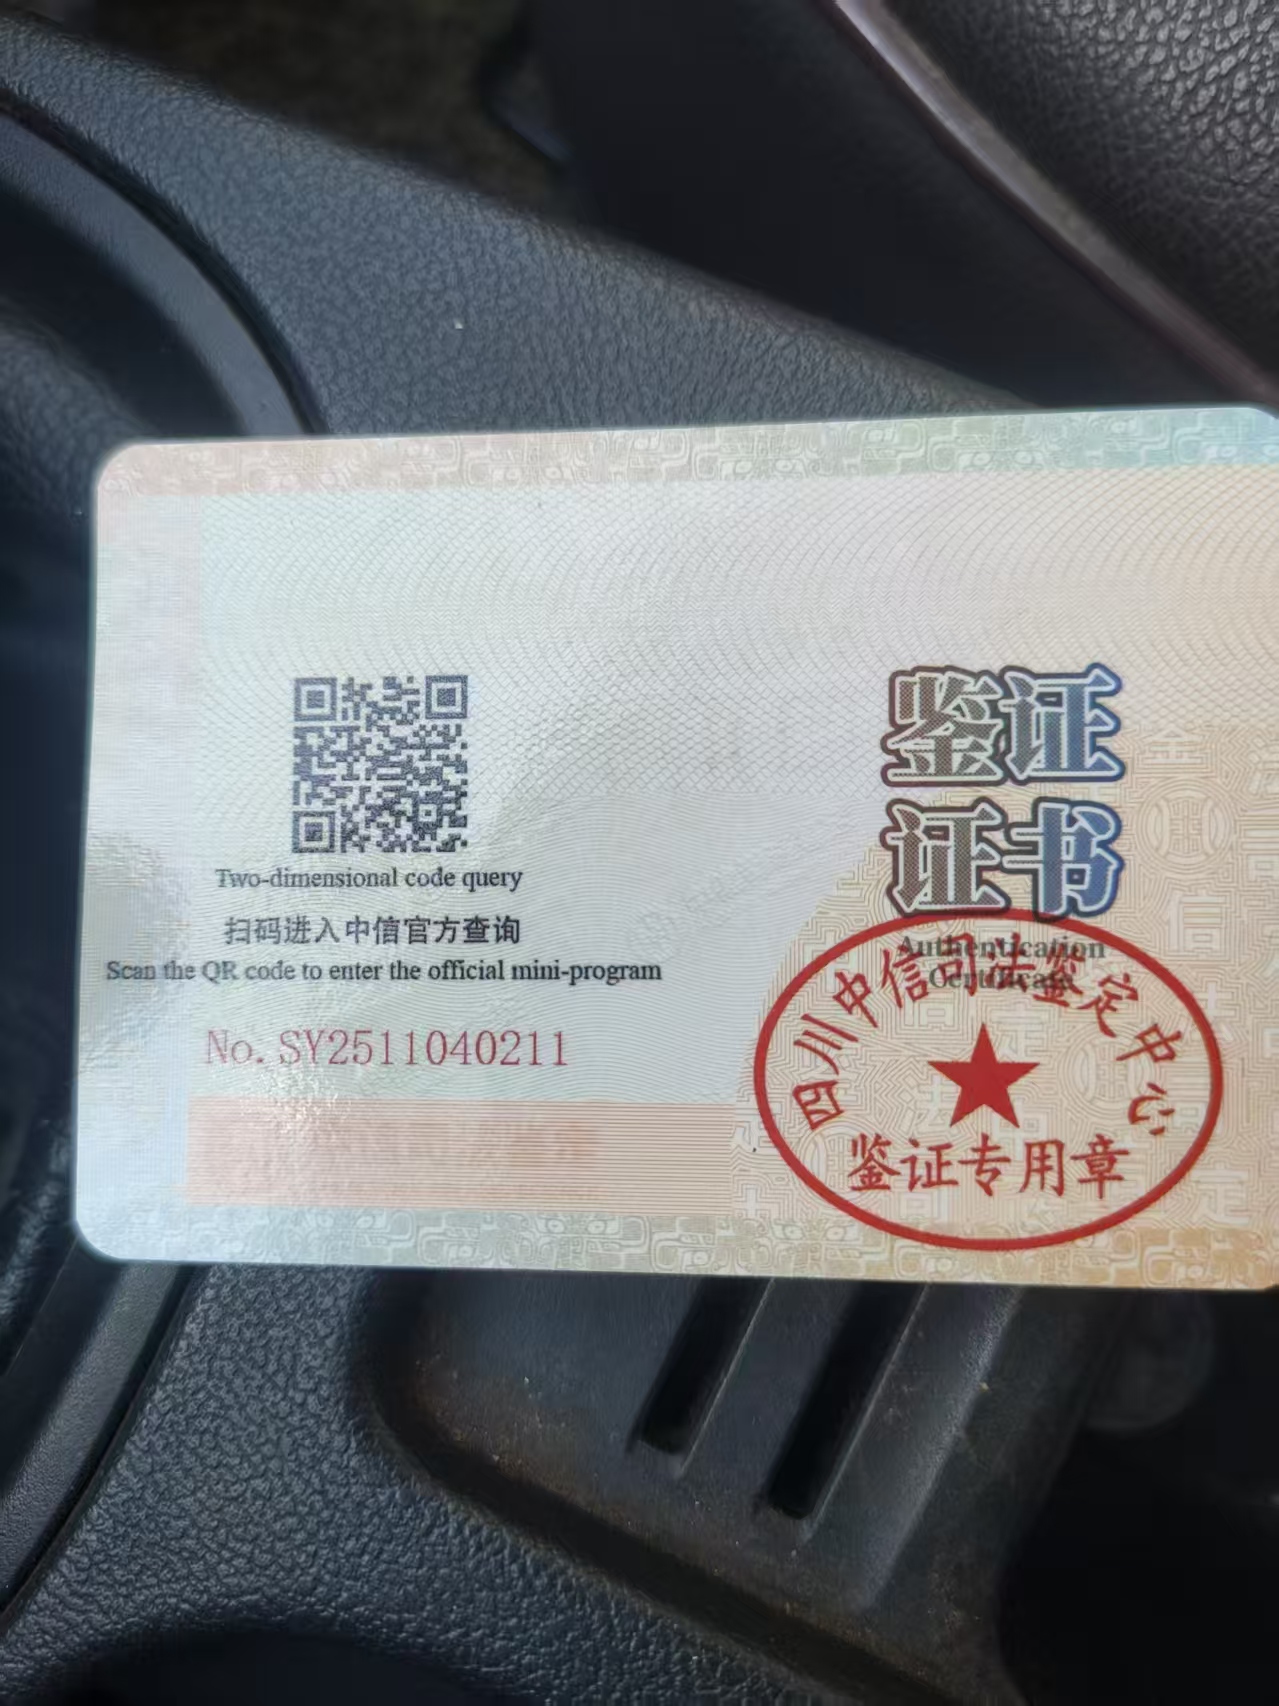 鉴证
证书
Authentication
Certificate
Two-dimensional code query
扫码进入中信官方查询
Scan the QR code to enter the official mini-program
No. SY2511040211
四川中信司法鉴定中心
鉴证专用章